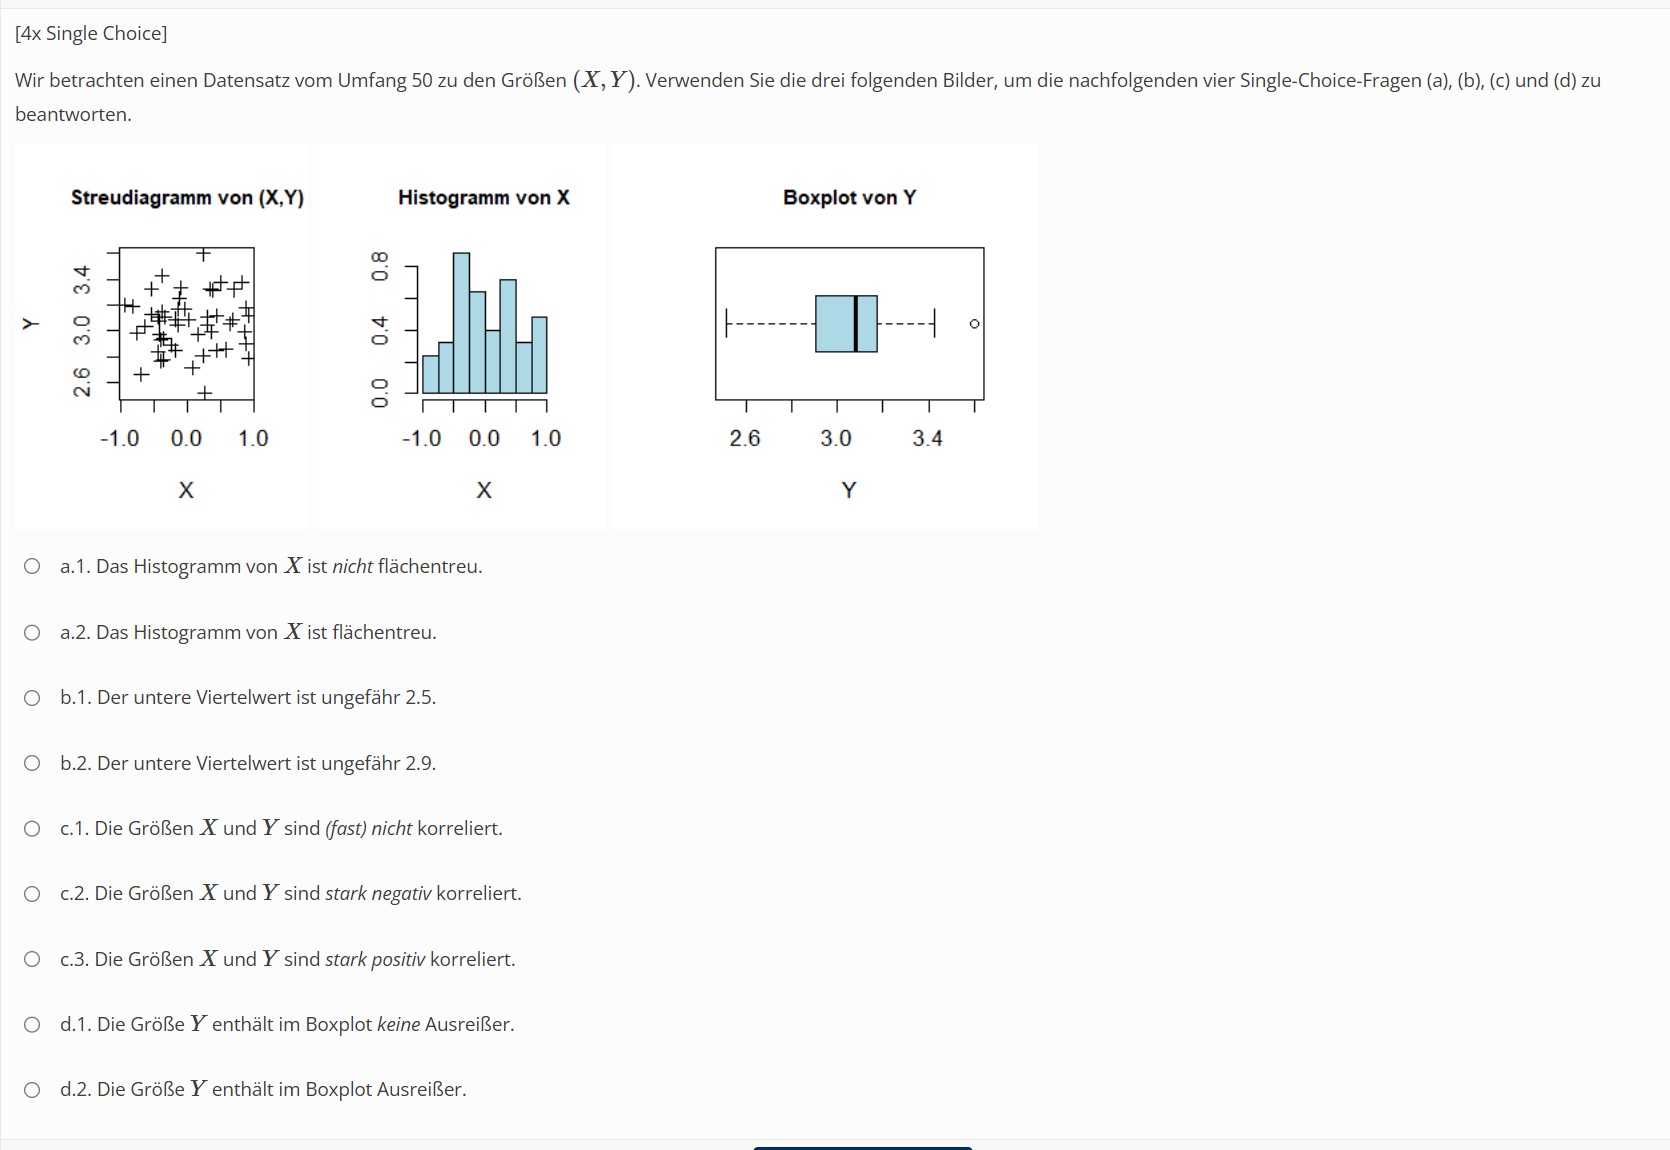 [4x Single Choice]
Wir betrachten einen Datensatz vom Umfang 50 zu den Größen (X, Y). Verwenden Sie die drei folgenden Bilder, um die nachfolgenden vier Single-Choice-Fragen (a), (b), (c) und (d) zu
beantworten.
Streudiagramm von (X,Y)
Y
2.6 3.0 3.4
-1.0 0.0 1.0
X
Histogramm von X
0.0 0.4 0.8
-1.0 0.0 1.0
X
Boxplot von Y
2.6 3.0 3.4
Y
a.1. Das Histogramm von X ist nicht flächentreu.
a.2. Das Histogramm von X ist flächentreu.
b.1. Der untere Viertelwert ist ungefähr 2.5.
b.2. Der untere Viertelwert ist ungefähr 2.9.
c.1. Die Größen X und Y sind (fast) nicht korreliert.
c.2. Die Größen X und Y sind stark negativ korreliert.
c.3. Die Größen X und Y sind stark positiv korreliert.
d.1. Die Größe Y enthält im Boxplot keine Ausreißer.
d.2. Die Größe Y enthält im Boxplot Ausreißer.